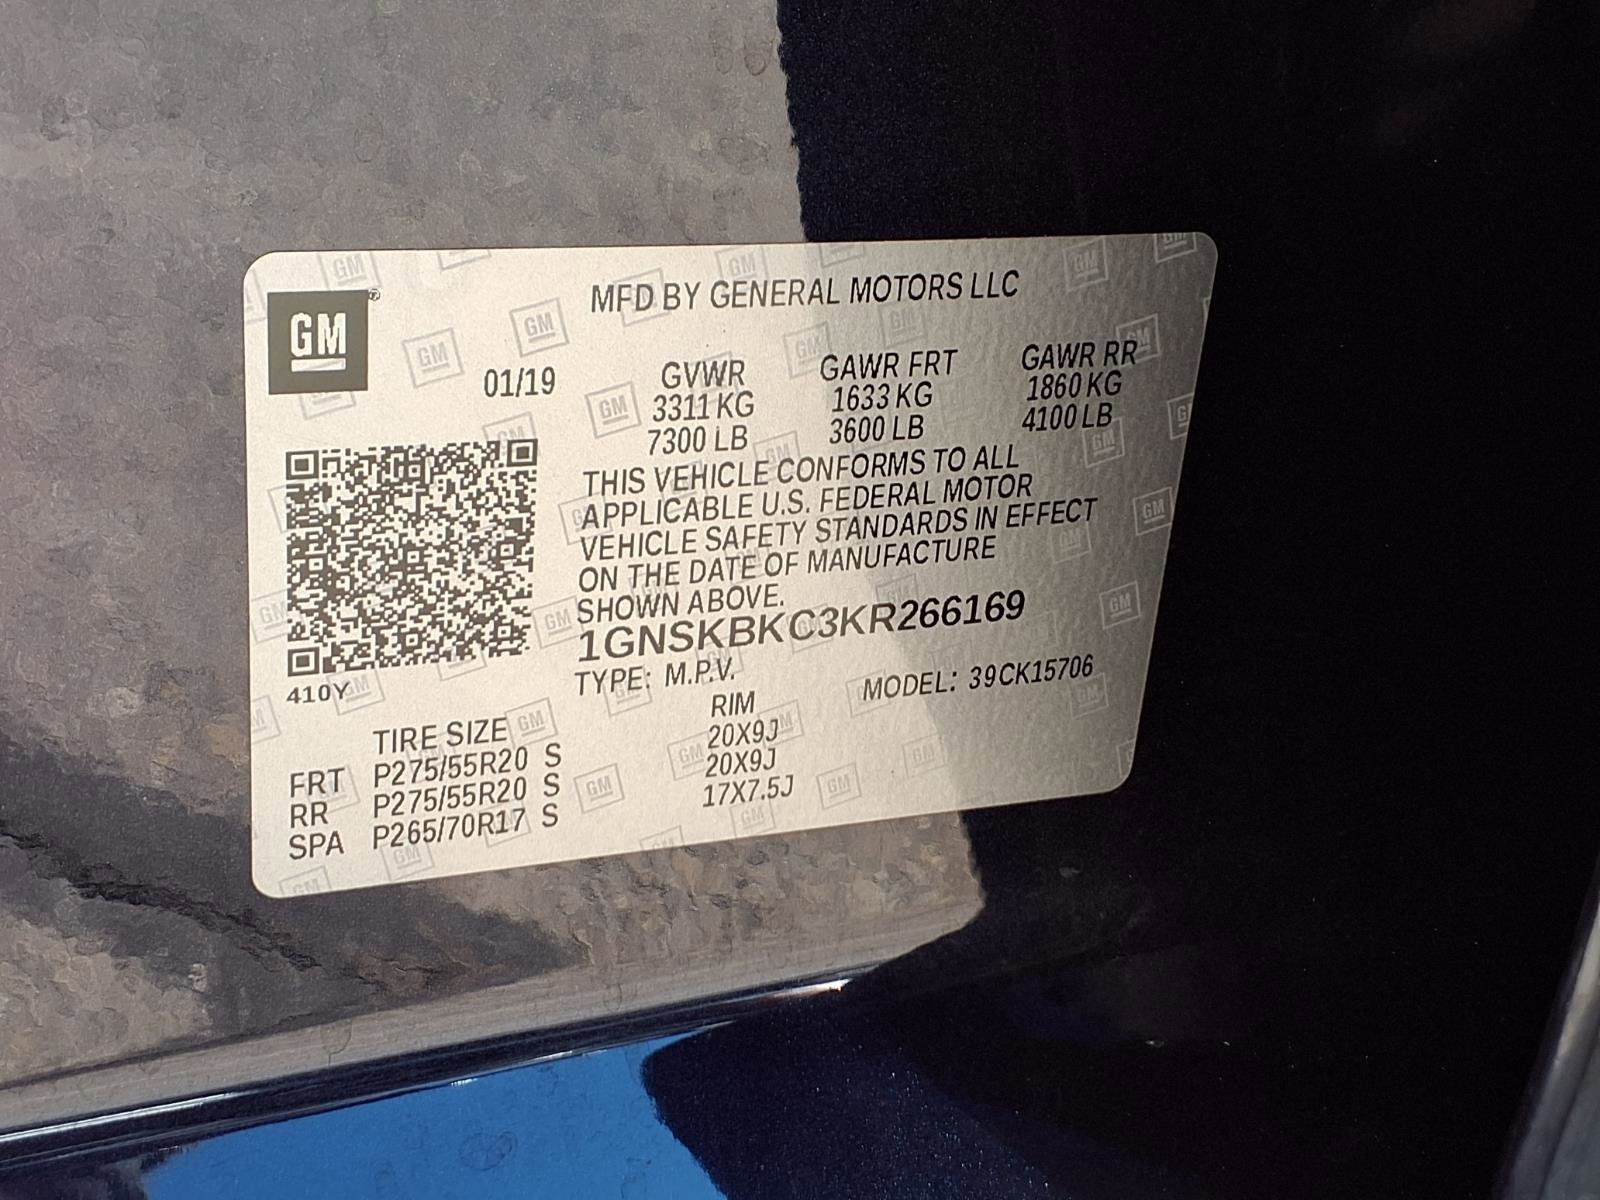 GM
MFD BY GENERAL MOTORS LLC
01/19
GVWR GAWR FRT GAWR RR
3311 KG 1633 KG 1860 KG
7300 LB 3600 LB 4100 LB
THIS VEHICLE CONFORMS TO ALL
APPLICABLE U.S. FEDERAL MOTOR
VEHICLE SAFETY STANDARDS IN EFFECT
ON THE DATE OF MANUFACTURE
SHOWN ABOVE.
1GNSKBKC3KR266169
TYPE: M.P.V. MODEL: 39CK15706
410Y
TIRE SIZE RIM
FRT P275/55R20 S 20X9J
RR P275/55R20 S 20X9J
SPA P265/70R17 S 17X7.5J